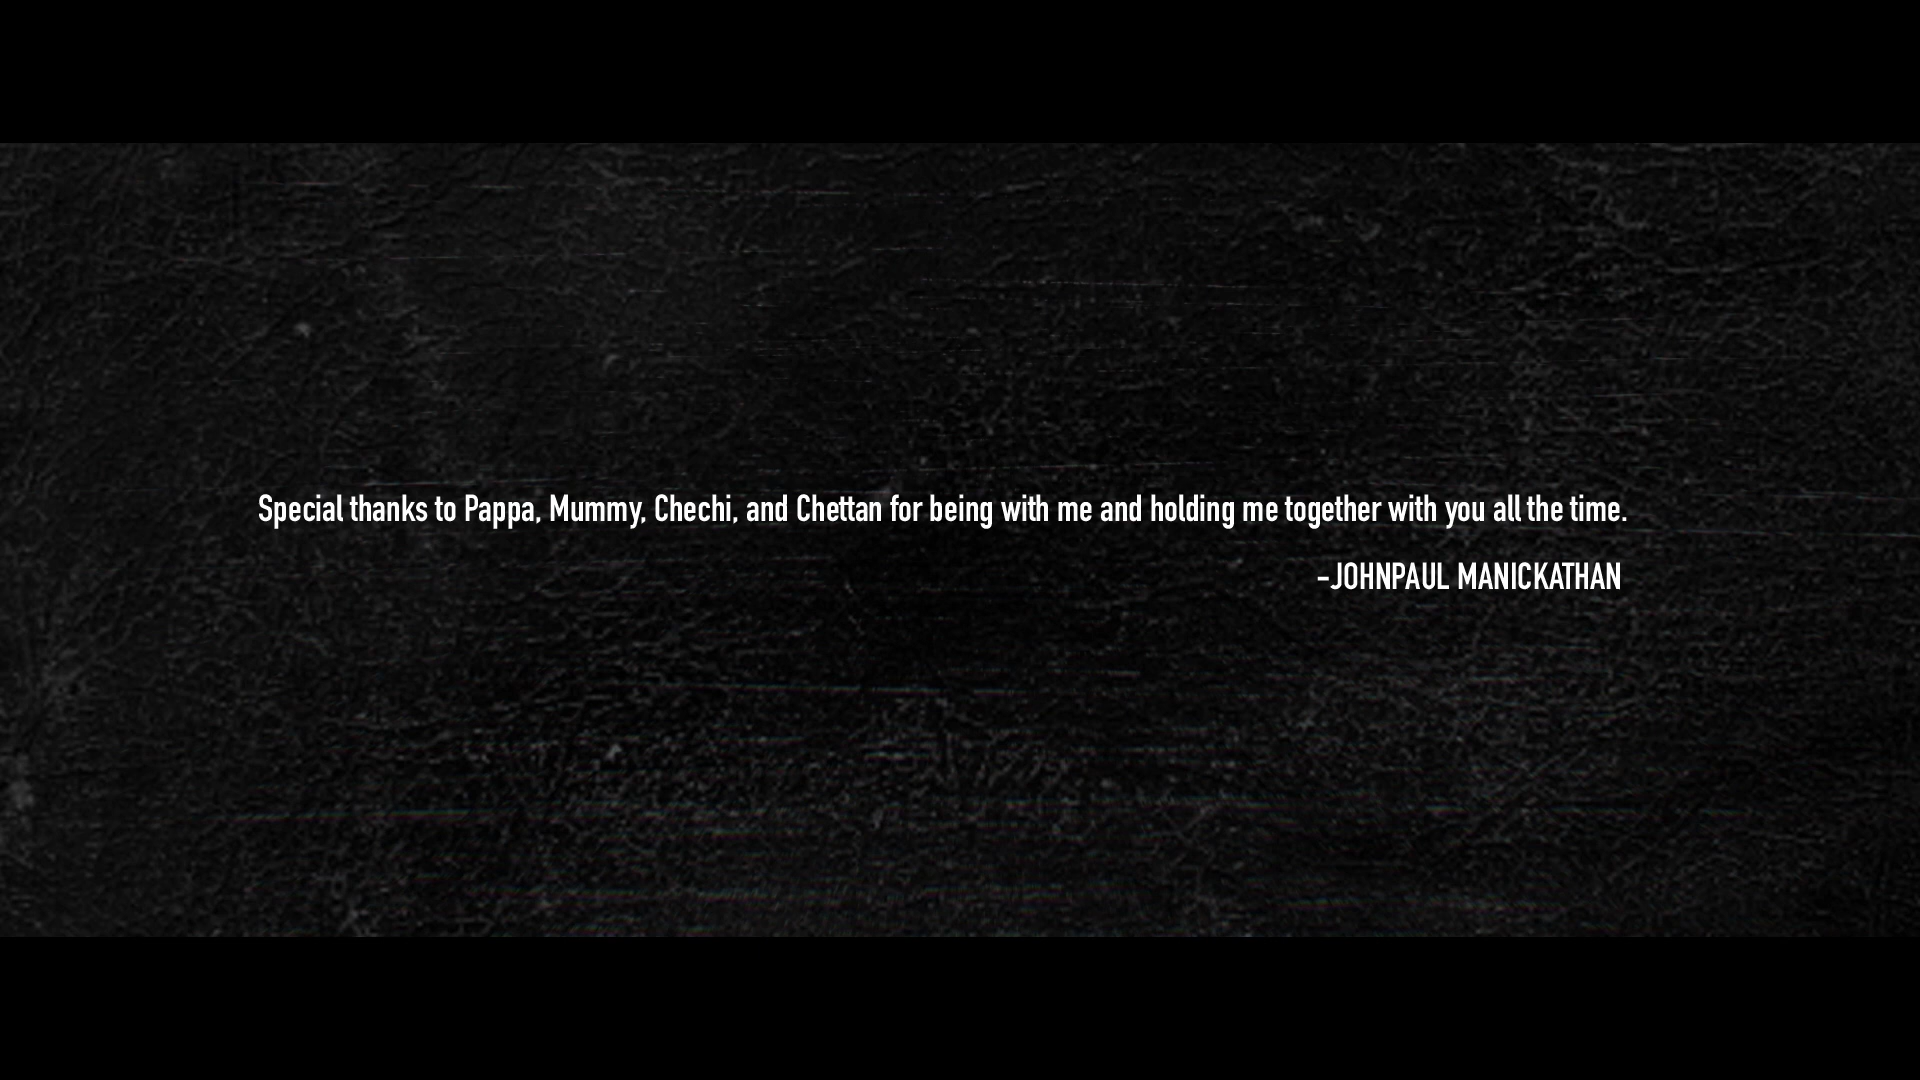 Special thanks to Pappa, Mummy, Chechi, and Chettan for being with me and holding me together with you all the time.
-JOHNPAUL MANICKATHAN